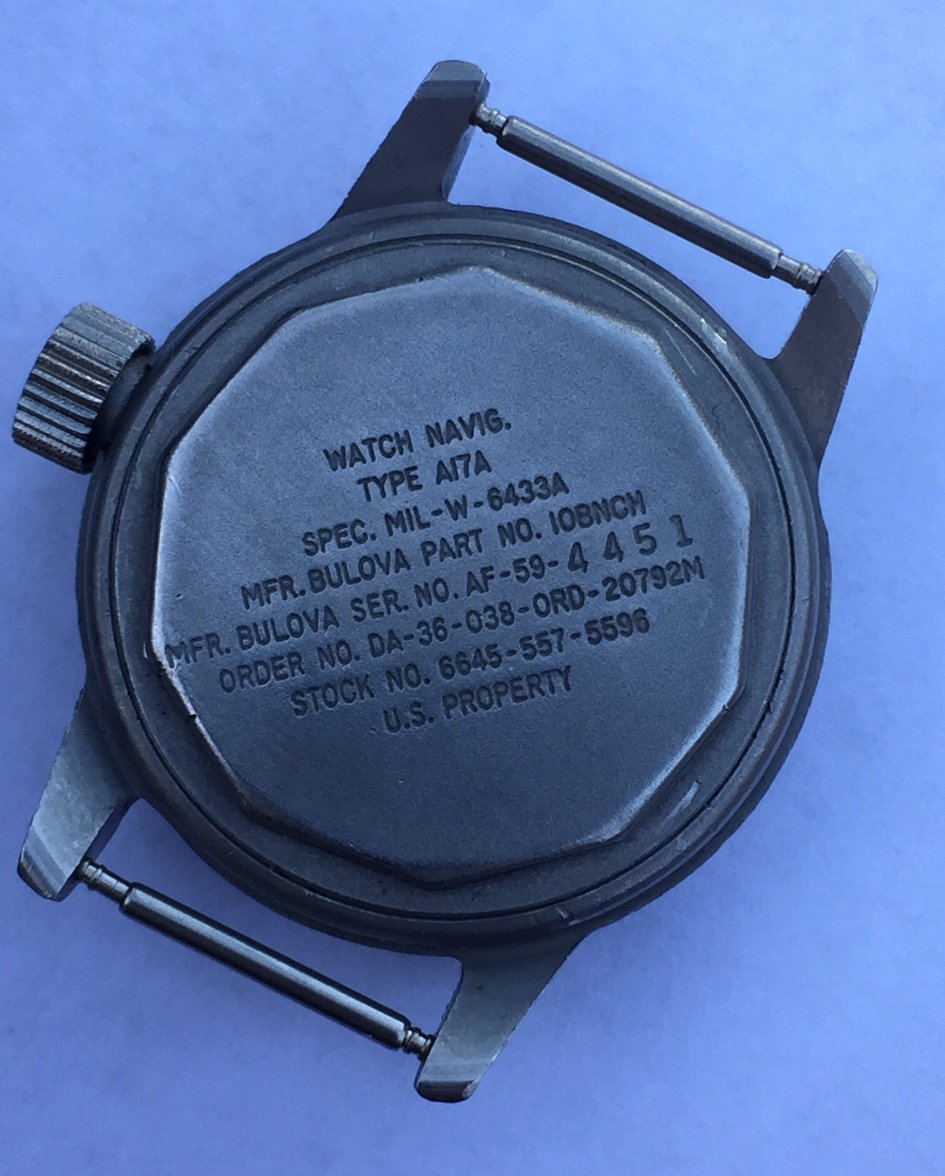 WATCH NAVIG.
TYPE A17A
SPEC. MIL-W-6433A
MFR. BULOVA PART NO. 10BNCH
MFR. BULOVA SER. NO. AF-59-4451
ORDER NO. DA-36-038-ORD-20792M
STOCK NO. 6645-557-5596
U.S. PROPERTY